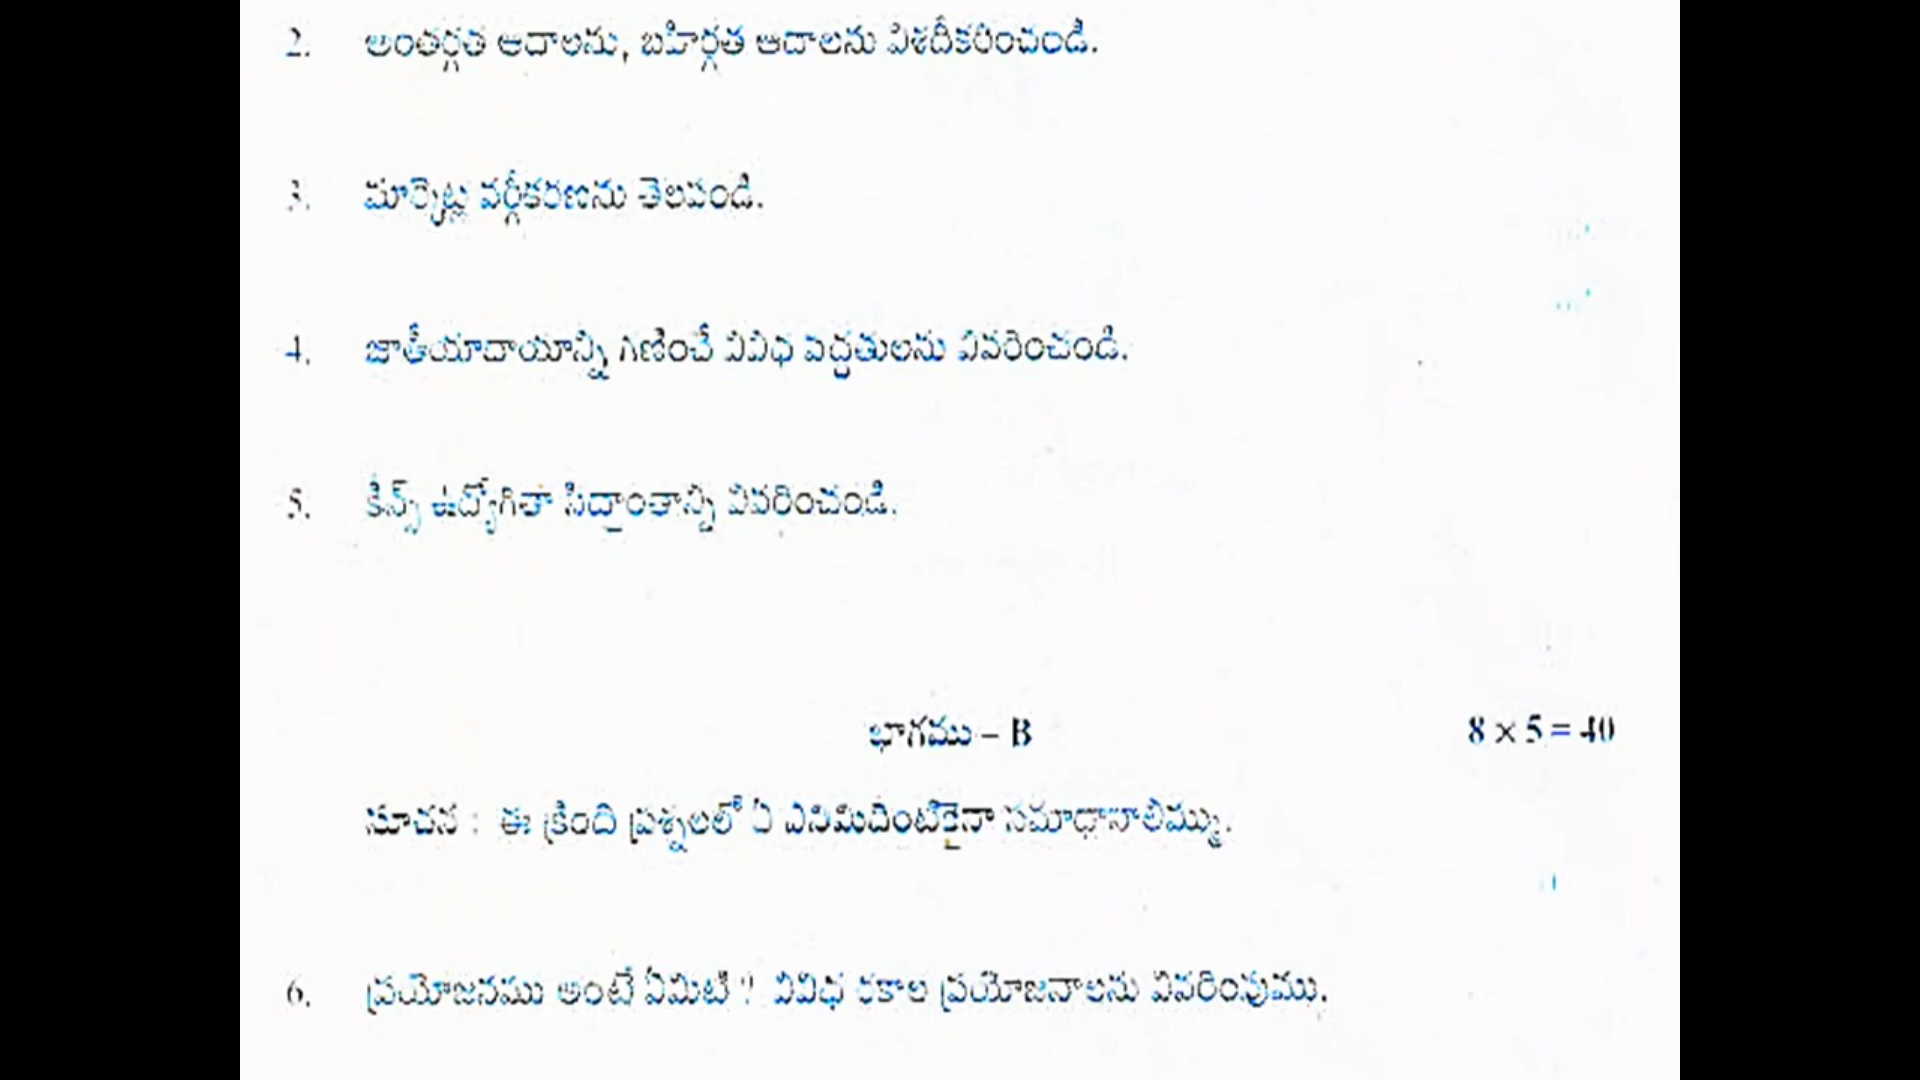 2. అంతర్గత ఆదాలను, బహిర్గత ఆదాలను విశదీకరించండి.
3. మార్కెట్ల వర్గీకరణను తెలపండి.
4. జాతీయాదాయాన్ని గణించే వివిధ పద్ధతులను వివరించండి.
5. కీన్స్ ఉద్యోగితా సిద్ధాంతాన్ని వివరించండి.
భాగము – B 8 × 5 = 40
సూచన : ఈ క్రింది ప్రశ్నలలో ఏ ఎనిమిదింటికైనా సమాధానాలిమ్ము.
6. ప్రయోజనము అంటే ఏమిటి ? వివిధ రకాల ప్రయోజనాలను వివరింపుము.